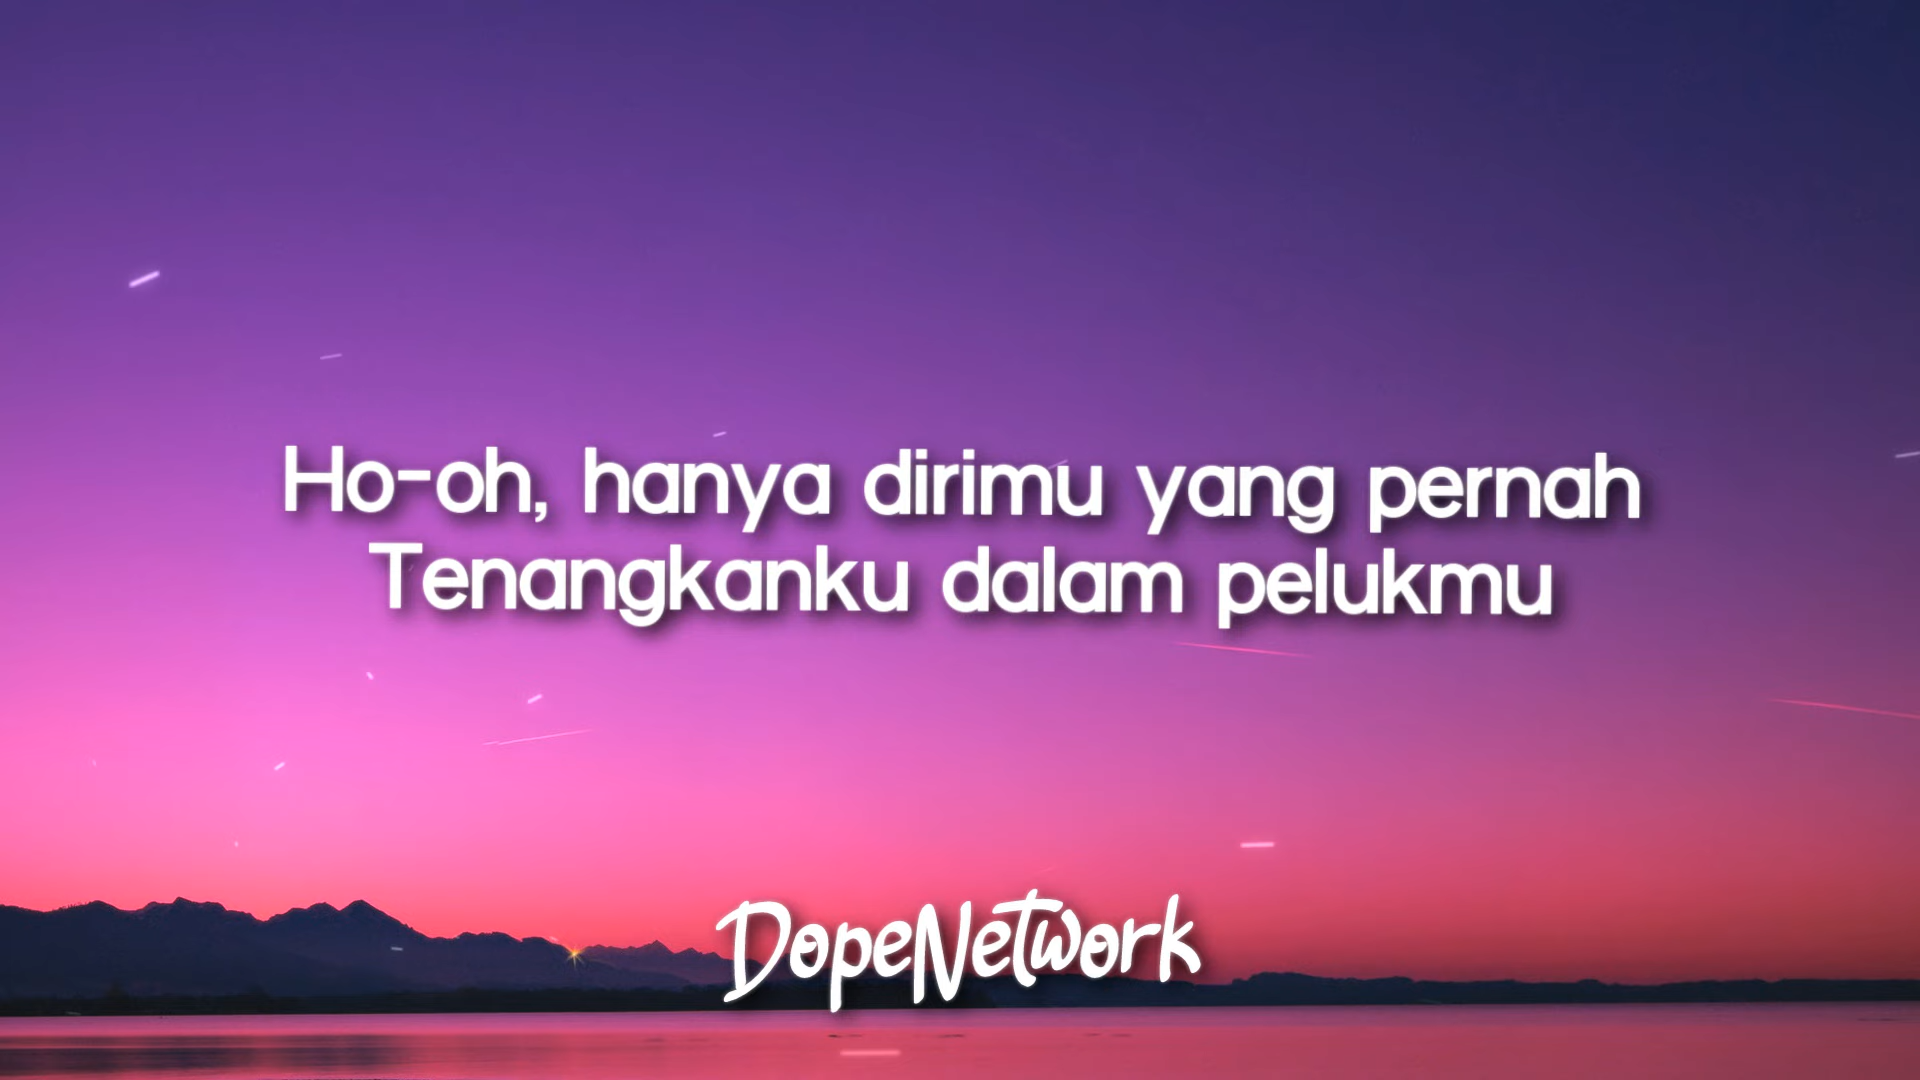 Ho-oh, hanya dirimu yang pernah
Tenangkanku dalam pelukmu
DopeNetwork